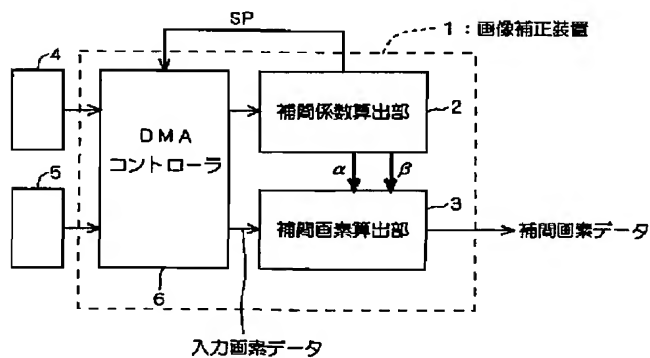 SP
1:画像補正装置
4
補間係数算出部
2
DMA
コントローラ
α
β
5
3
補間画素算出部
補間画素データ
6
入力画素データ